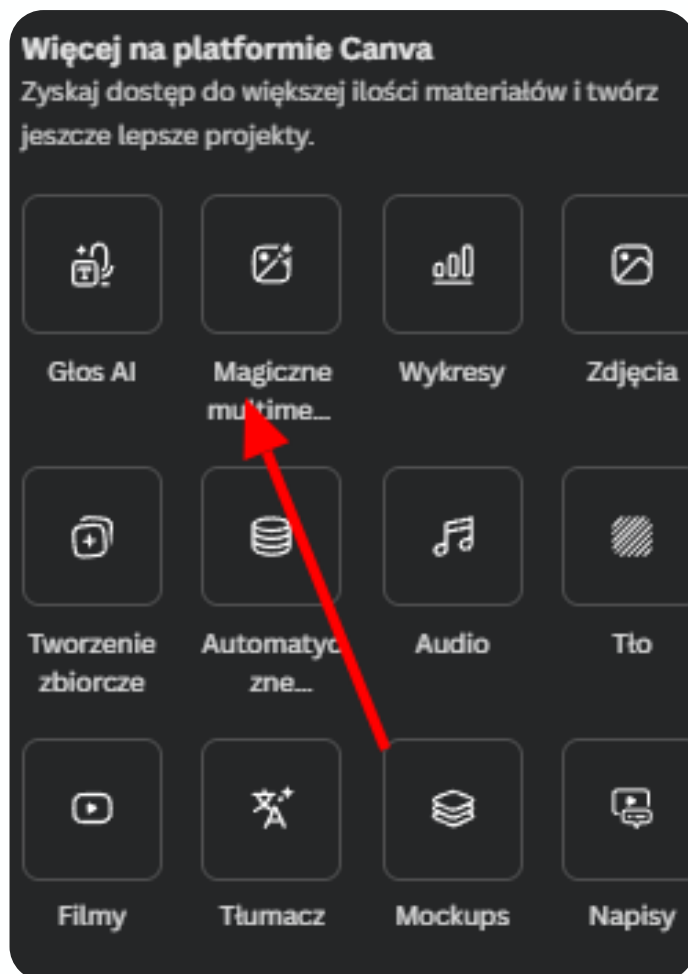 Więcej na platformie Canva
Zyskaj dostęp do większej ilości materiałów i twórz
jeszcze lepsze projekty.
Głos AI
Magiczne
multime...
Wykresy
Zdjęcia
Tworzenie
zbiorcze
Automatyc
zne...
Audio
Tło
Filmy
Tłumacz
Mockups
Napisy